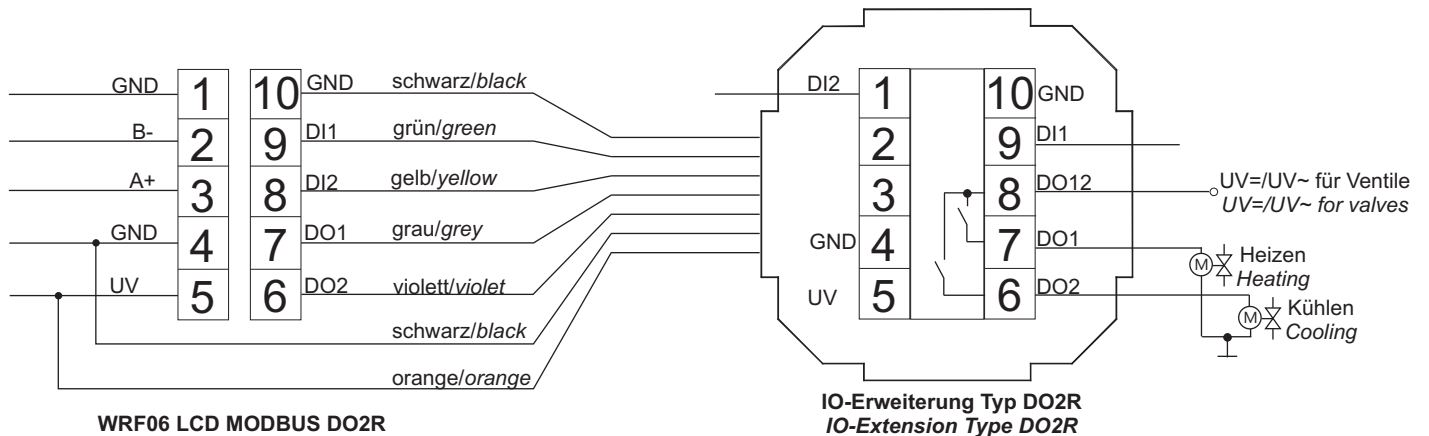 GND 1 10 GND schwarz/black
B- 2 9 DI1 grün/green
A+ 3 8 DI2 gelb/yellow
GND 4 7 DO1 grau/grey
UV 5 6 DO2 violett/violet
schwarz/black
orange/orange
WRF06 LCD MODBUS DO2R
DI2 1 10 GND
2 9 DI1
3 8 DO12 UV=/UV~ für Ventile
UV=/UV~ for valves
GND 4 7 DO1
M Heizen
Heating
UV 5 6 DO2
M Kühlen
Cooling
IO-Erweiterung Typ DO2R
IO-Extension Type DO2R